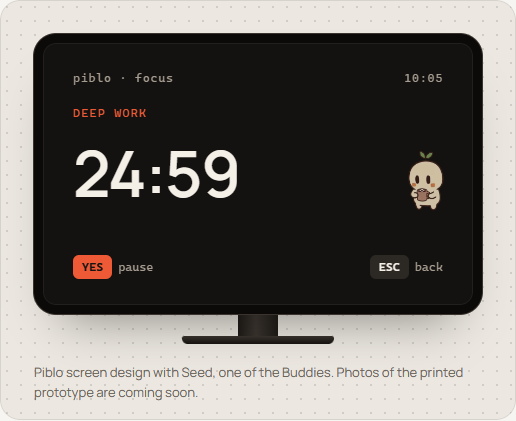 piblo · focus 10:05
DEEP WORK
24:59
YES pause ESC back
Piblo screen design with Seed, one of the Buddies. Photos of the printed
prototype are coming soon.